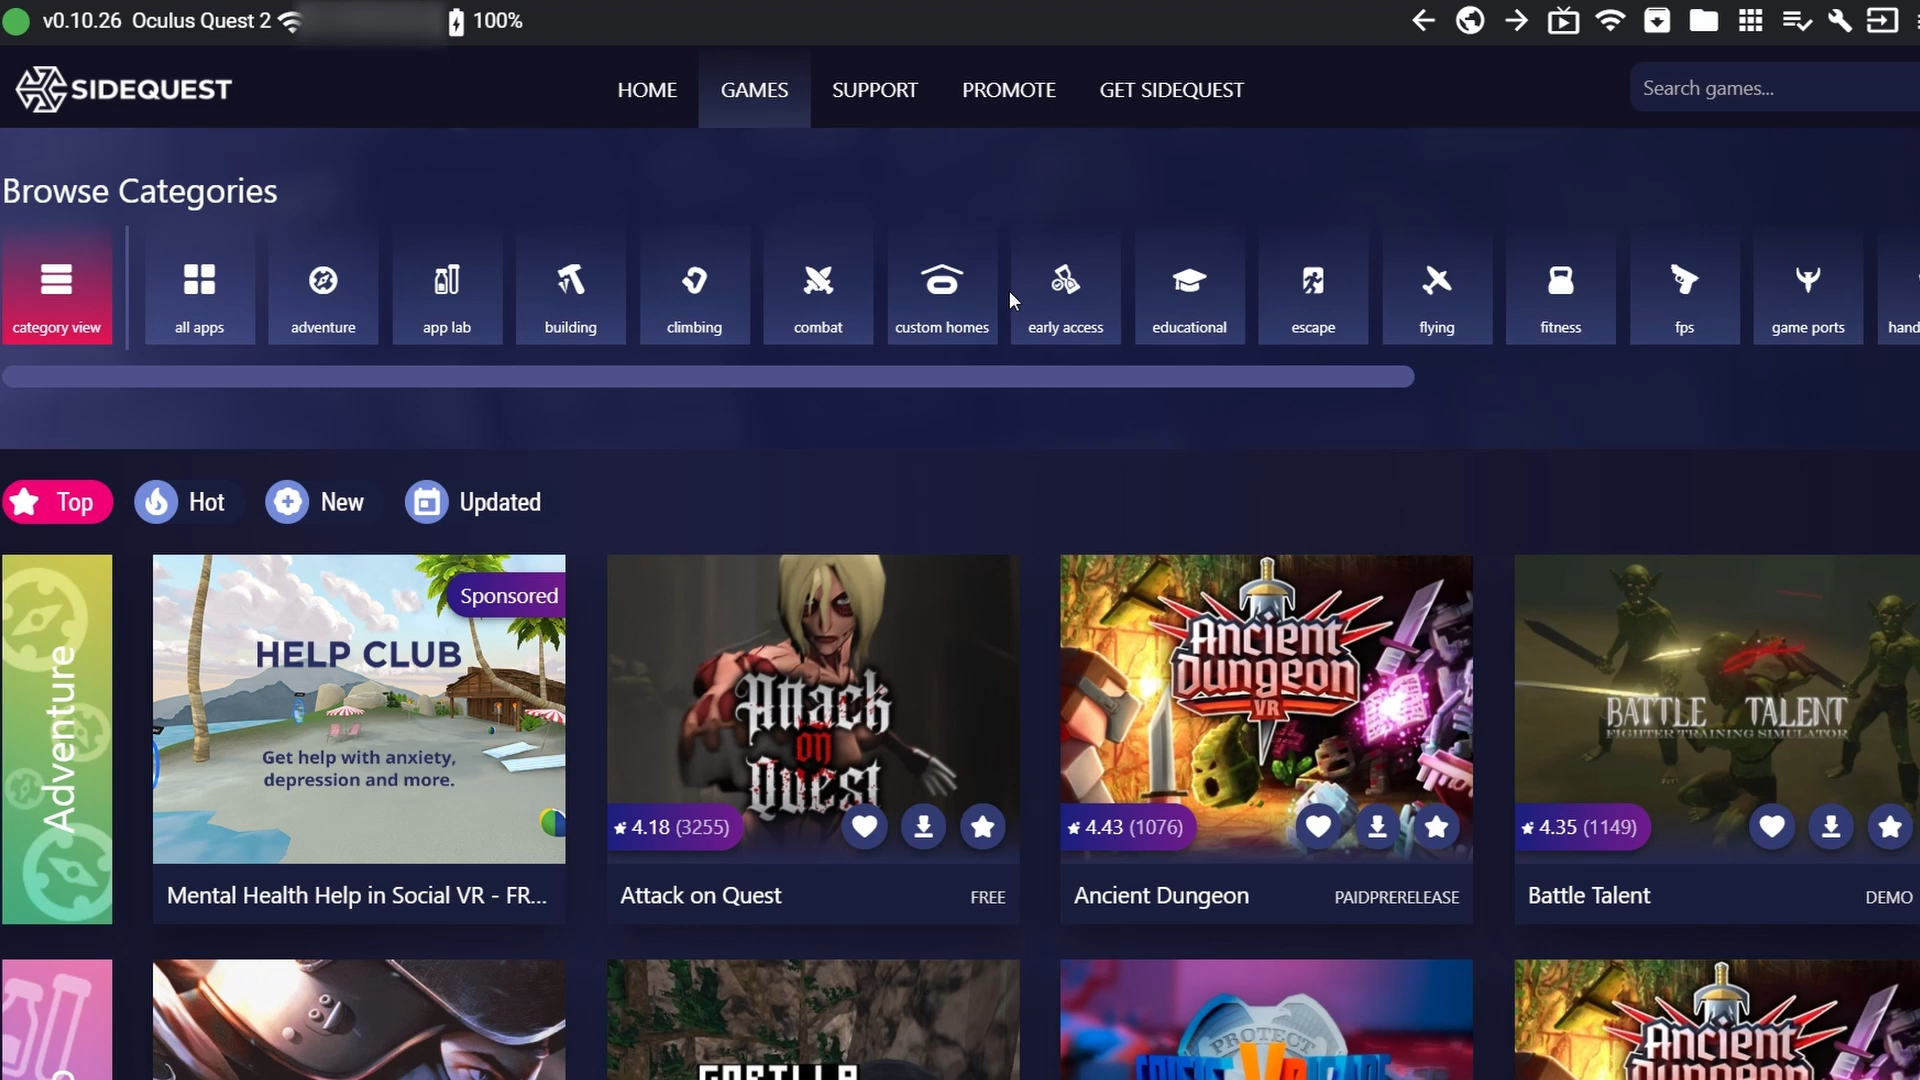 v0.10.26 Oculus Quest 2 100%
SIDEQUEST
HOME GAMES SUPPORT PROMOTE GET SIDEQUEST
Search games...
Browse Categories
category view all apps adventure app lab building climbing combat custom homes early access educational escape flying fitness fps game ports hand
Top Hot New Updated
Adventure
Sponsored
HELP CLUB
Get help with anxiety,
depression and more.
Mental Health Help in Social VR - FR...
Attack
on
Quest
4.18 (3255)
Attack on Quest FREE
Ancient
Dungeon
VR
4.43 (1076)
Ancient Dungeon PAIDPRERELEASE
BATTLE TALENT
FIGHTER TRAINING SIMULATOR
4.35 (1149)
Battle Talent DEMO
PROTECT
Ancient